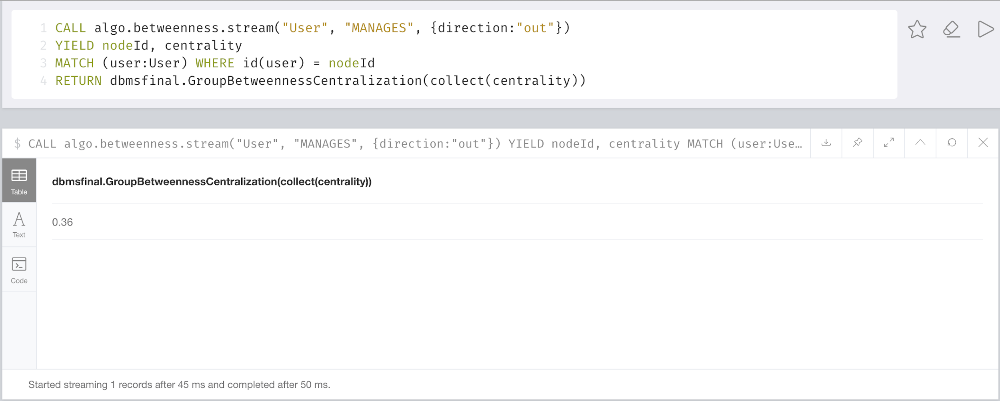 1 CALL algo.betweenness.stream("User", "MANAGES", {direction:"out"})
2 YIELD nodeId, centrality
3 MATCH (user:User) WHERE id(user) = nodeId
4 RETURN dbmsfinal.GroupBetweennessCentralization(collect(centrality))
$ CALL algo.betweenness.stream("User", "MANAGES", {direction:"out"}) YIELD nodeId, centrality MATCH (user:Use…
Table
dbmsfinal.GroupBetweennessCentralization(collect(centrality))
0.36
A
Text
Code
Started streaming 1 records after 45 ms and completed after 50 ms.